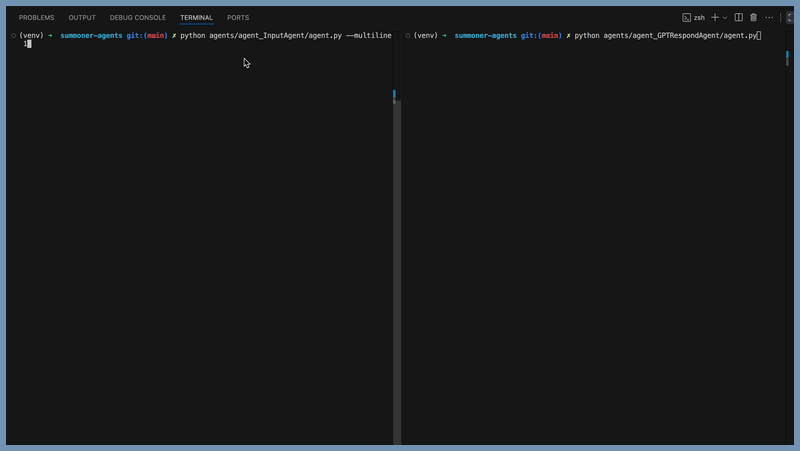 PROBLEMS OUTPUT DEBUG CONSOLE TERMINAL PORTS zsh
(venv) ➜ summoner-agents git:(main) ✗ python agents/agent_InputAgent/agent.py --multiline
1
(venv) ➜ summoner-agents git:(main) ✗ python agents/agent_GPTRespondAgent/agent.py